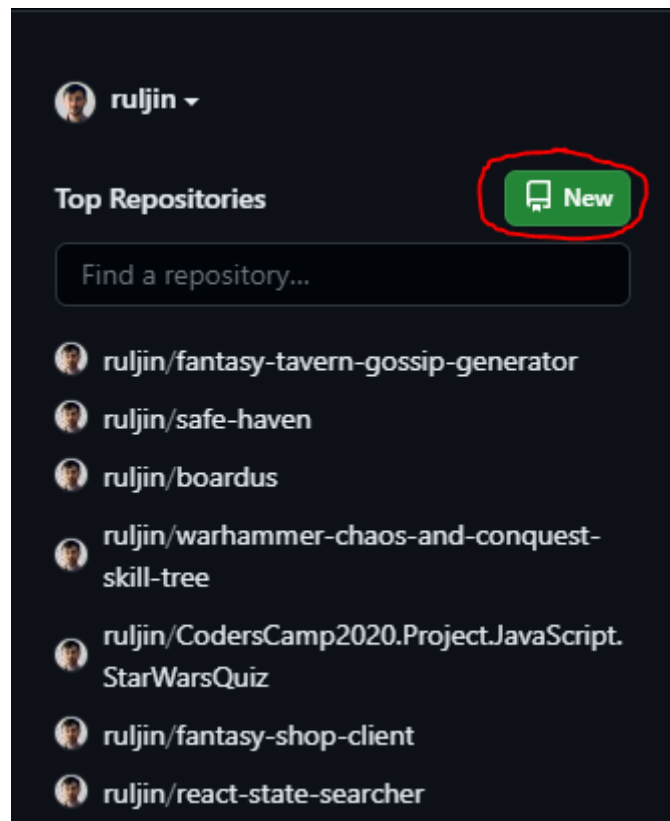 ruljin
Top Repositories
New
Find a repository...
ruljin/fantasy-tavern-gossip-generator
ruljin/safe-haven
ruljin/boardus
ruljin/warhammer-chaos-and-conquest-
skill-tree
ruljin/CodersCamp2020.Project.JavaScript.
StarWarsQuiz
ruljin/fantasy-shop-client
ruljin/react-state-searcher